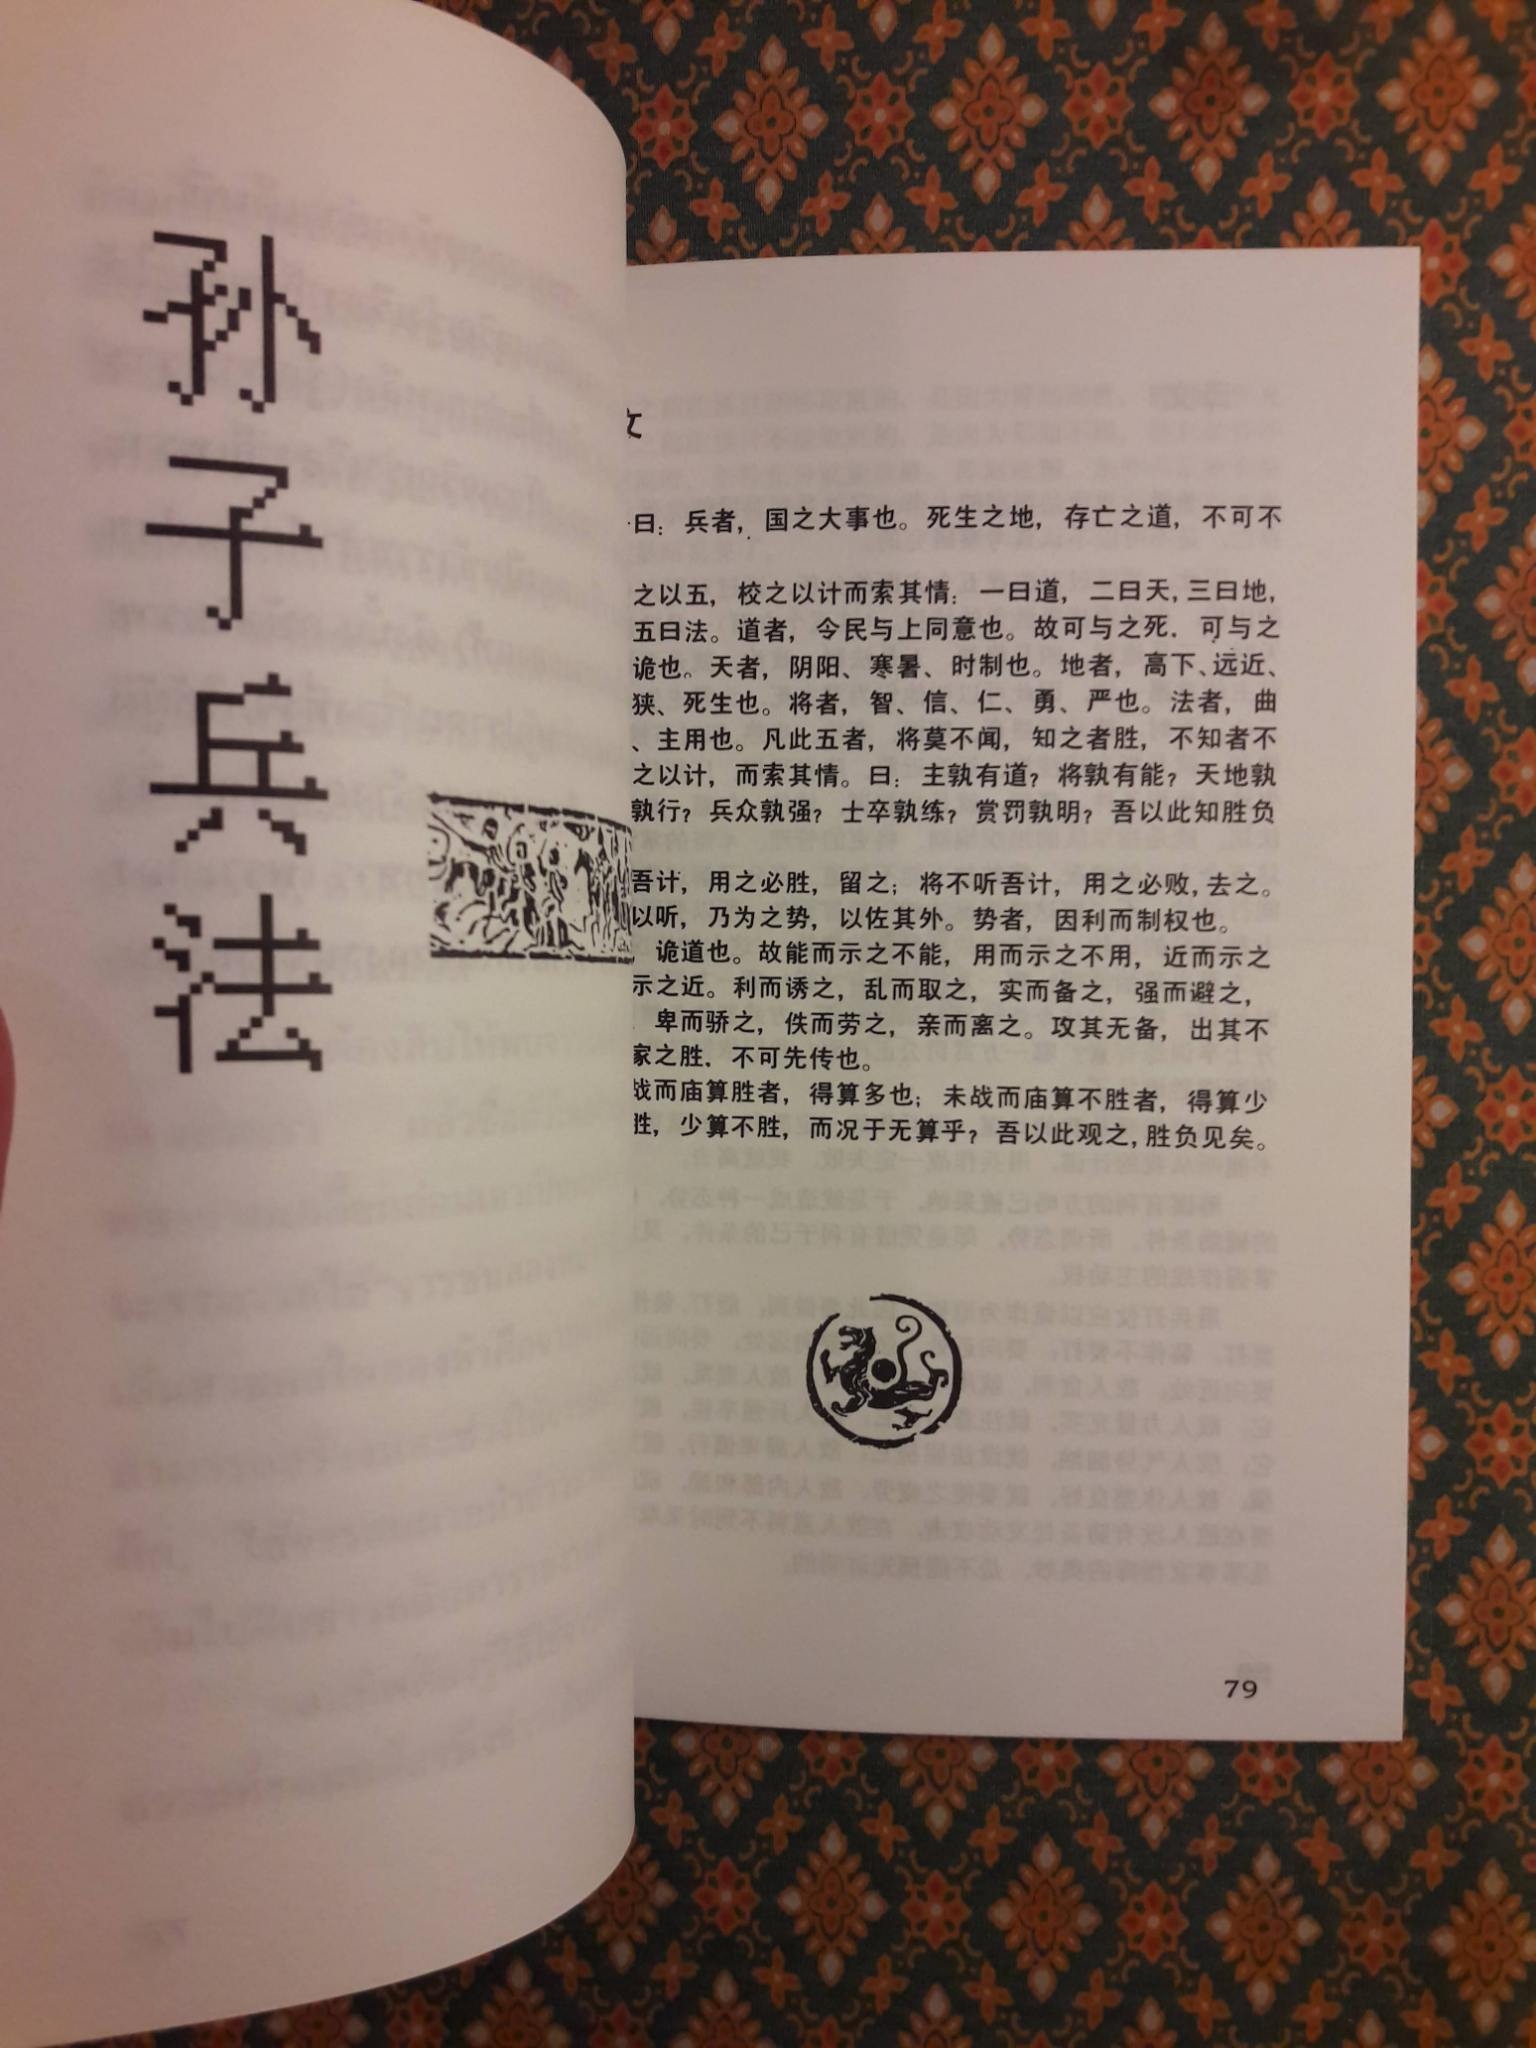 孙子兵法
曰：兵者，国之大事也。死生之地，存亡之道，不可不
之以五，校之以计而索其情：一曰道，二曰天，三曰地，
五曰法。道者，令民与上同意也。故可与之死．可与之
诡也。天者，阴阳、寒暑、时制也。地者，高下、远近、
狭、死生也。将者，智、信、仁、勇、严也。法者，曲
、主用也。凡此五者，将莫不闻，知之者胜，不知者不
之以计，而索其情。曰：主孰有道？将孰有能？天地孰
孰行？兵众孰强？士卒孰练？赏罚孰明？吾以此知胜负
吾计，用之必胜，留之；将不听吾计，用之必败，去之。
以听，乃为之势，以佐其外。势者，因利而制权也。
诡道也。故能而示之不能，用而示之不用，近而示之
示之近。利而诱之，乱而取之，实而备之，强而避之，
卑而骄之，佚而劳之，亲而离之。攻其无备，出其不
家之胜．不可先传也。
战而庙算胜者，得算多也；未战而庙算不胜者，得算少
胜，少算不胜，而况于无算乎？吾以此观之，胜负见矣。
79